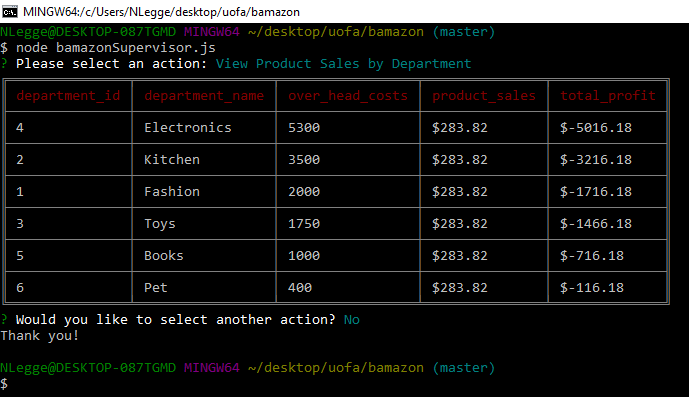 MINGW64:/c/Users/NLegge/desktop/uofa/bamazon
NLegge@DESKTOP-087TGMD MINGW64 ~/desktop/uofa/bamazon (master)
$ node bamazonSupervisor.js
? Please select an action: View Product Sales by Department
department_id department_name over_head_costs product_sales total_profit
4 Electronics 5300 $283.82 $-5016.18
2 Kitchen 3500 $283.82 $-3216.18
1 Fashion 2000 $283.82 $-1716.18
3 Toys 1750 $283.82 $-1466.18
5 Books 1000 $283.82 $-716.18
6 Pet 400 $283.82 $-116.18
? Would you like to select another action? No
Thank you!
NLegge@DESKTOP-087TGMD MINGW64 ~/desktop/uofa/bamazon (master)
$